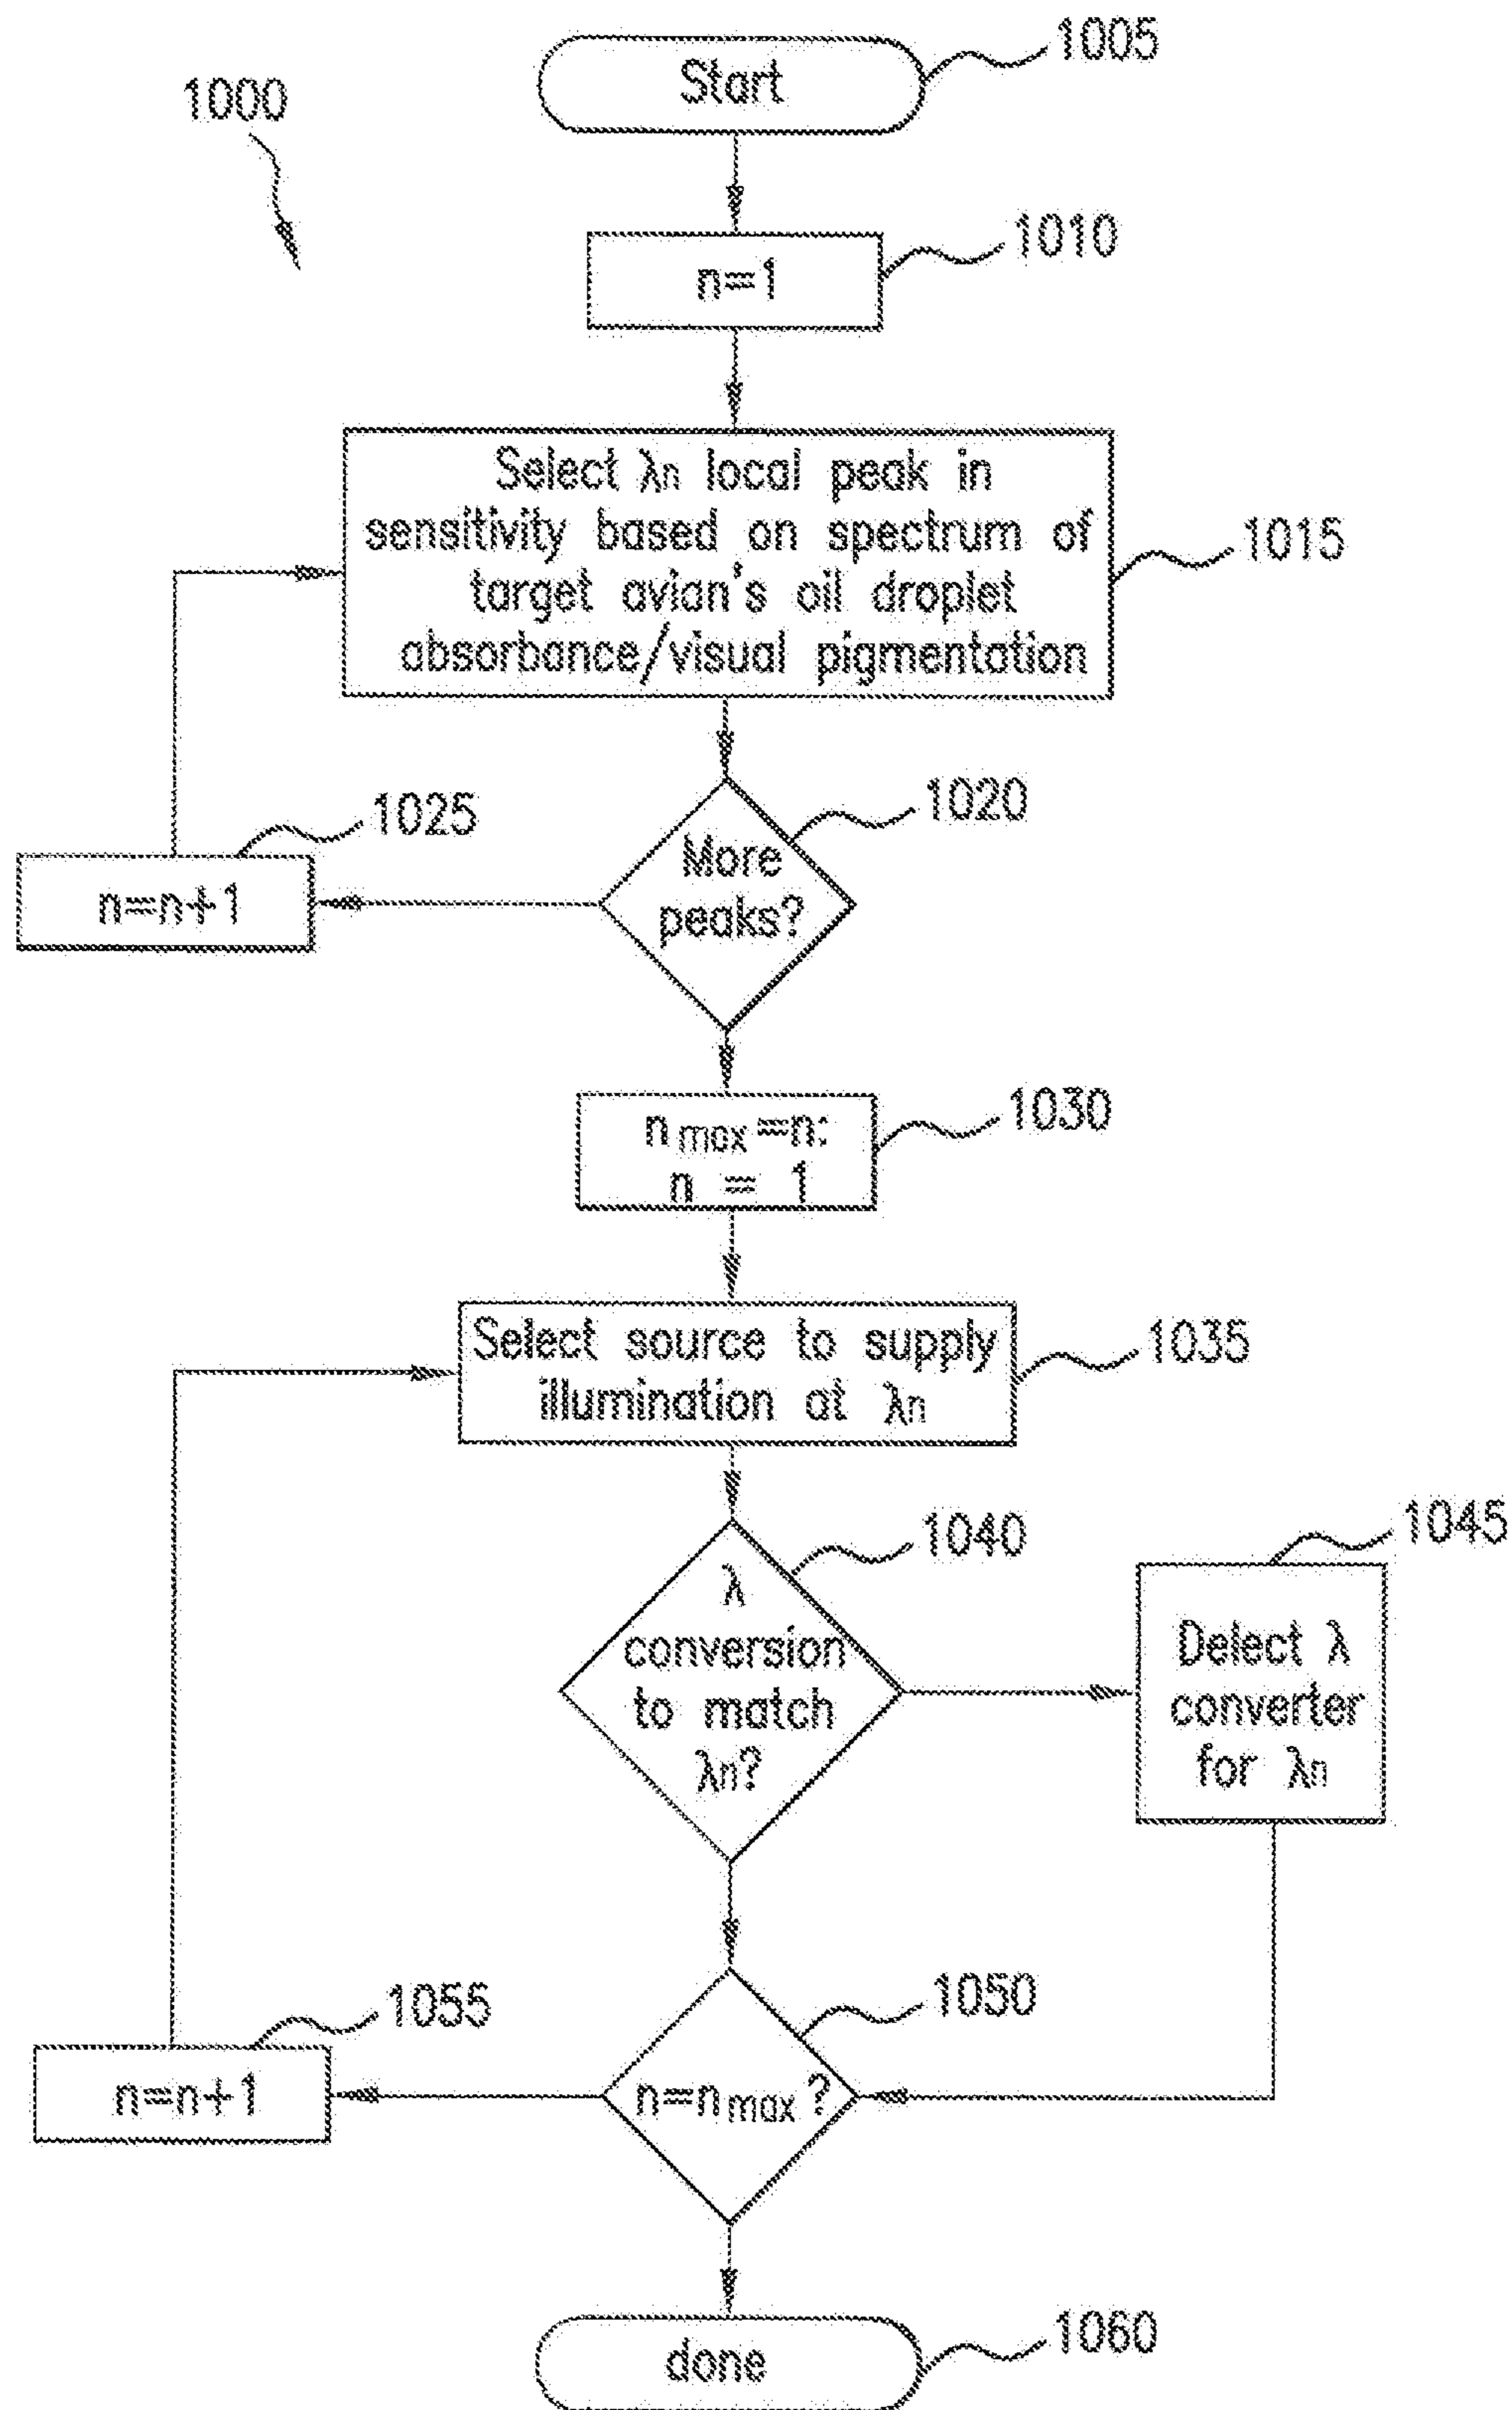 1005
Start
1000
1010
n=1
Select λn local peak in
sensitivity based on spectrum of
target avian's oil droplet
absorbance/visual pigmentation
1015
1020
1025
More
peaks?
n=n+1
1030
nmax=n:
n = 1
Select source to supply
illumination at λn
1035
1040
1045
λ
conversion
to match
λn?
Delect λ
converter
for λn
1050
1055
n=nmax?
n=n+1
1060
done